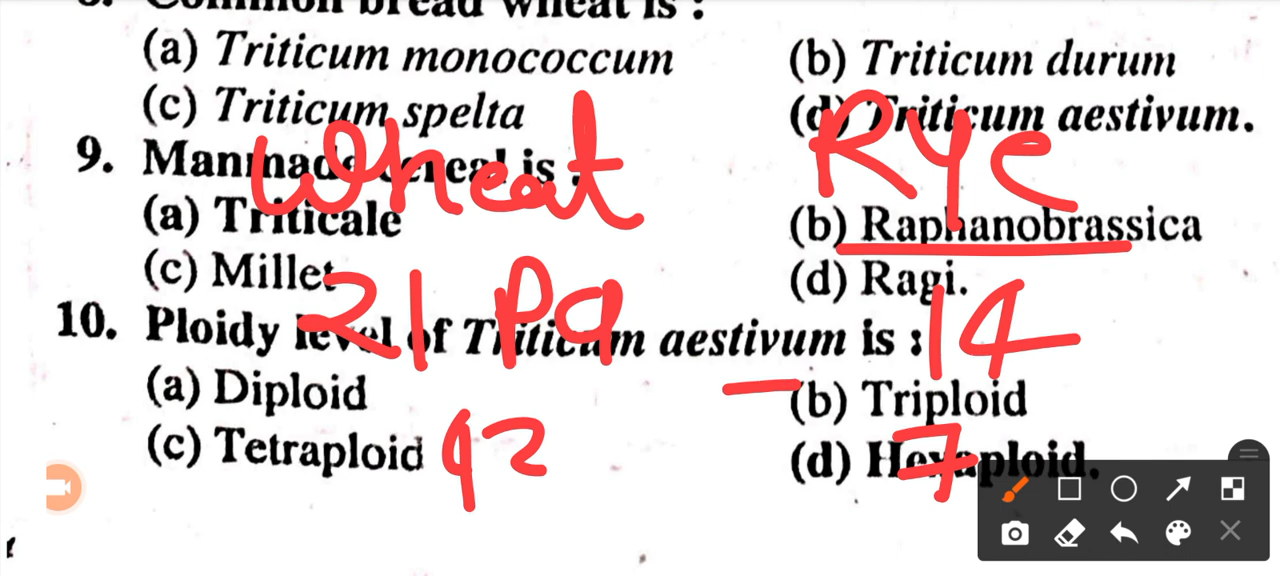 8. Common bread wheat is :
(a) Triticum monococcum (b) Triticum durum
(c) Triticum spelta (d) Triticum aestivum.
Wheat Rye
9. Manmade cereal is :
(a) Triticale (b) Raphanobrassica
(c) Millet (d) Ragi.
21 14
10. Ploidy level of Triticum aestivum is :
(a) Diploid (b) Triploid
(c) Tetraploid 42 (d) Hexaploid.
7